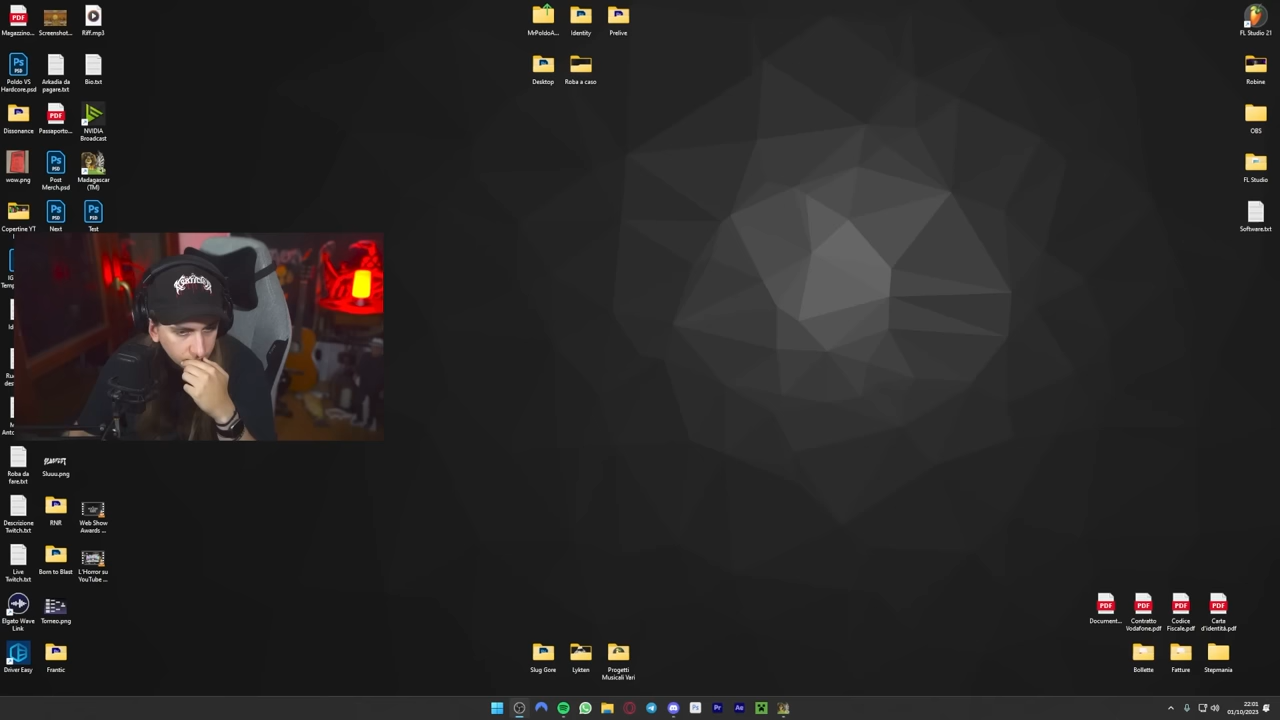 Magazzino...
Screenshot...
Riff.mp3
Poldo VS
Hardcore.psd
Arkadia da
pagare.txt
Bio.txt
Dissonance
Passaporto...
NVIDIA
Broadcast
wow.png
Post
Merch.psd
Madagascar
(TM)
Copertine YT
Next
Test
Roba da
fare.txt
Sluuu.png
Descrizione
Twitch.txt
RNR
Web Show
Awards ...
Live
Twitch.txt
Born to Blast
L'Horror su
YouTube ...
Elgato Wave
Link
Torneo.png
Driver Easy
Frantic
MrPoldoA...
Identity
Prelive
Desktop
Roba a caso
Slug Gore
Lykten
Progetti
Musicali Vari
FL Studio 21
Robine
OBS
FL Studio
Software.txt
Document...
Contratto
Vodafone.pdf
Codice
Fiscale.pdf
Carta
d'identità.pdf
Bollette
Fatture
Stepmania
22:01
01/10/2023